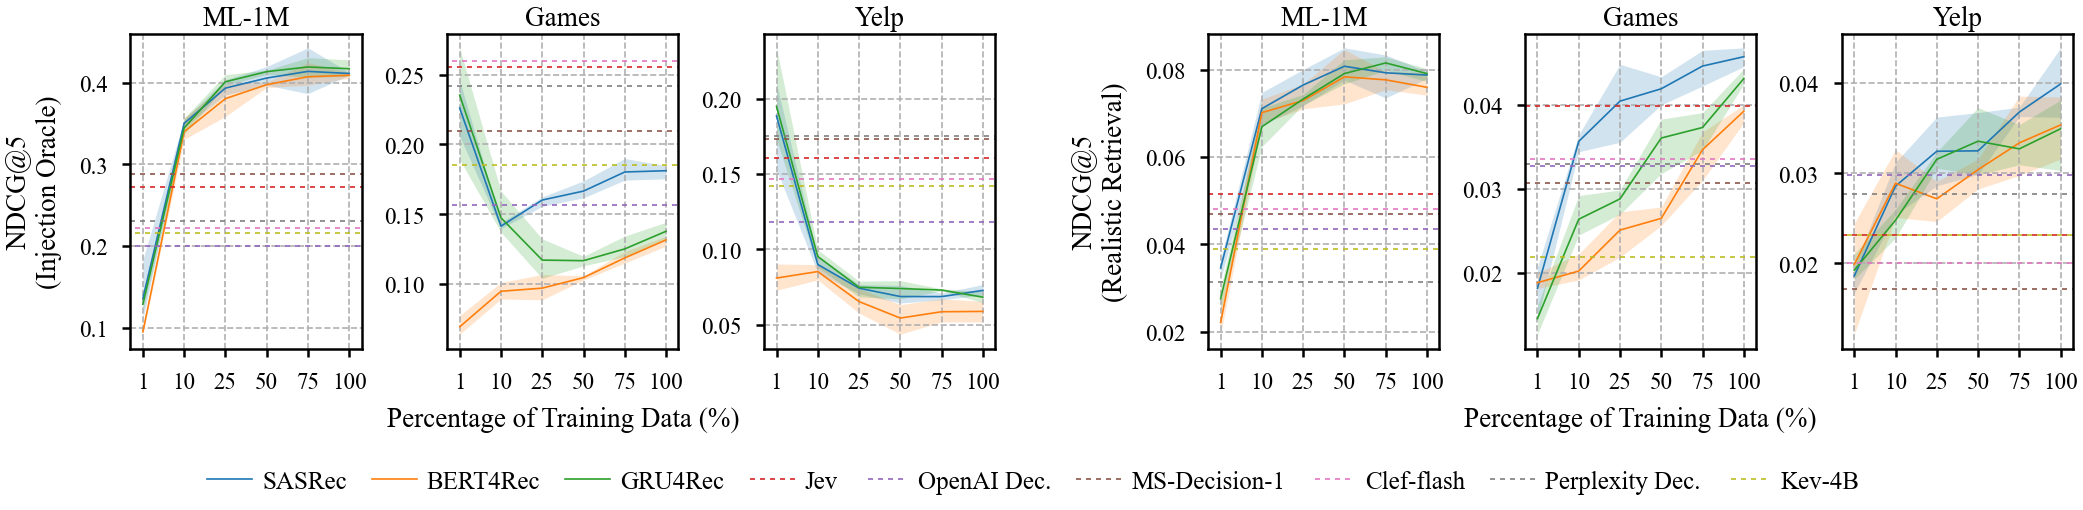 ML-1M Games Yelp ML-1M Games Yelp
NDCG@5
(Injection Oracle)
0.4
0.3
0.2
0.1
0.25
0.20
0.15
0.10
0.20
0.15
0.10
0.05
NDCG@5
(Realistic Retrieval)
0.08
0.06
0.04
0.02
0.04
0.03
0.02
0.04
0.03
0.02
1 10 25 50 75 100 1 10 25 50 75 100 1 10 25 50 75 100 1 10 25 50 75 100 1 10 25 50 75 100 1 10 25 50 75 100
Percentage of Training Data (%) Percentage of Training Data (%)
SASRec BERT4Rec GRU4Rec Jev OpenAI Dec. MS-Decision-1 Clef-flash Perplexity Dec. Kev-4B